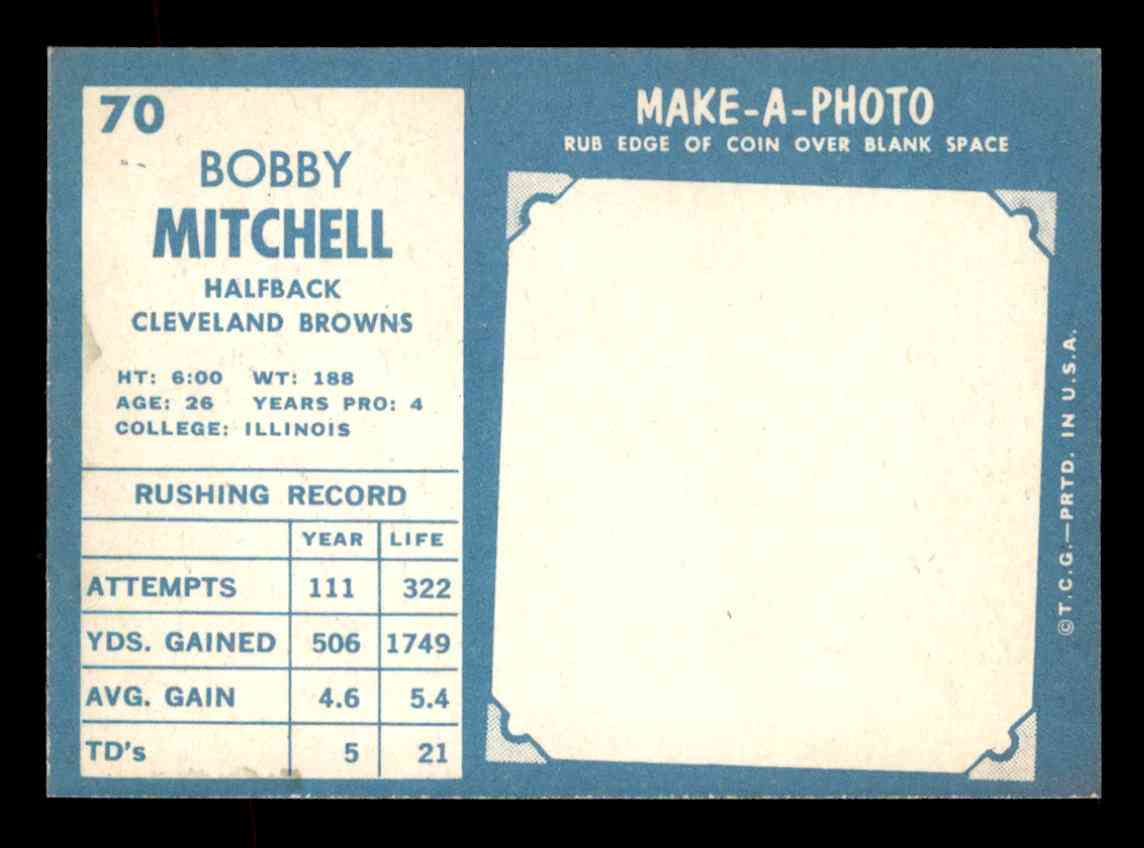 70
BOBBY
MITCHELL
HALFBACK
CLEVELAND BROWNS
HT: 6:00 WT: 188
AGE: 26 YEARS PRO: 4
COLLEGE: ILLINOIS
RUSHING RECORD
YEAR LIFE
ATTEMPTS 111 322
YDS. GAINED 506 1749
AVG. GAIN 4.6 5.4
TD's 5 21
MAKE-A-PHOTO
RUB EDGE OF COIN OVER BLANK SPACE
©T.C.G.—PRTD. IN U.S.A.